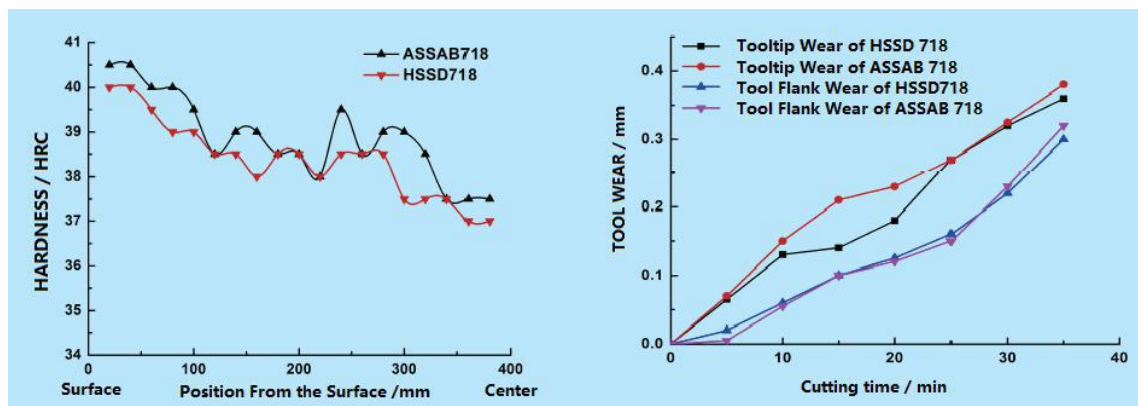 41
40
39
38
37
36
35
34
HARDNESS / HRC
ASSAB718
HSSD718
0
100
200
300
400
Surface
Position From the Surface /mm
Center
0.4
0.3
0.2
0.1
0.0
TOOL WEAR / mm
Tooltip Wear of HSSD 718
Tooltip Wear of ASSAB 718
Tool Flank Wear of HSSD718
Tool Flank Wear of ASSAB 718
0
10
20
30
40
Cutting time / min